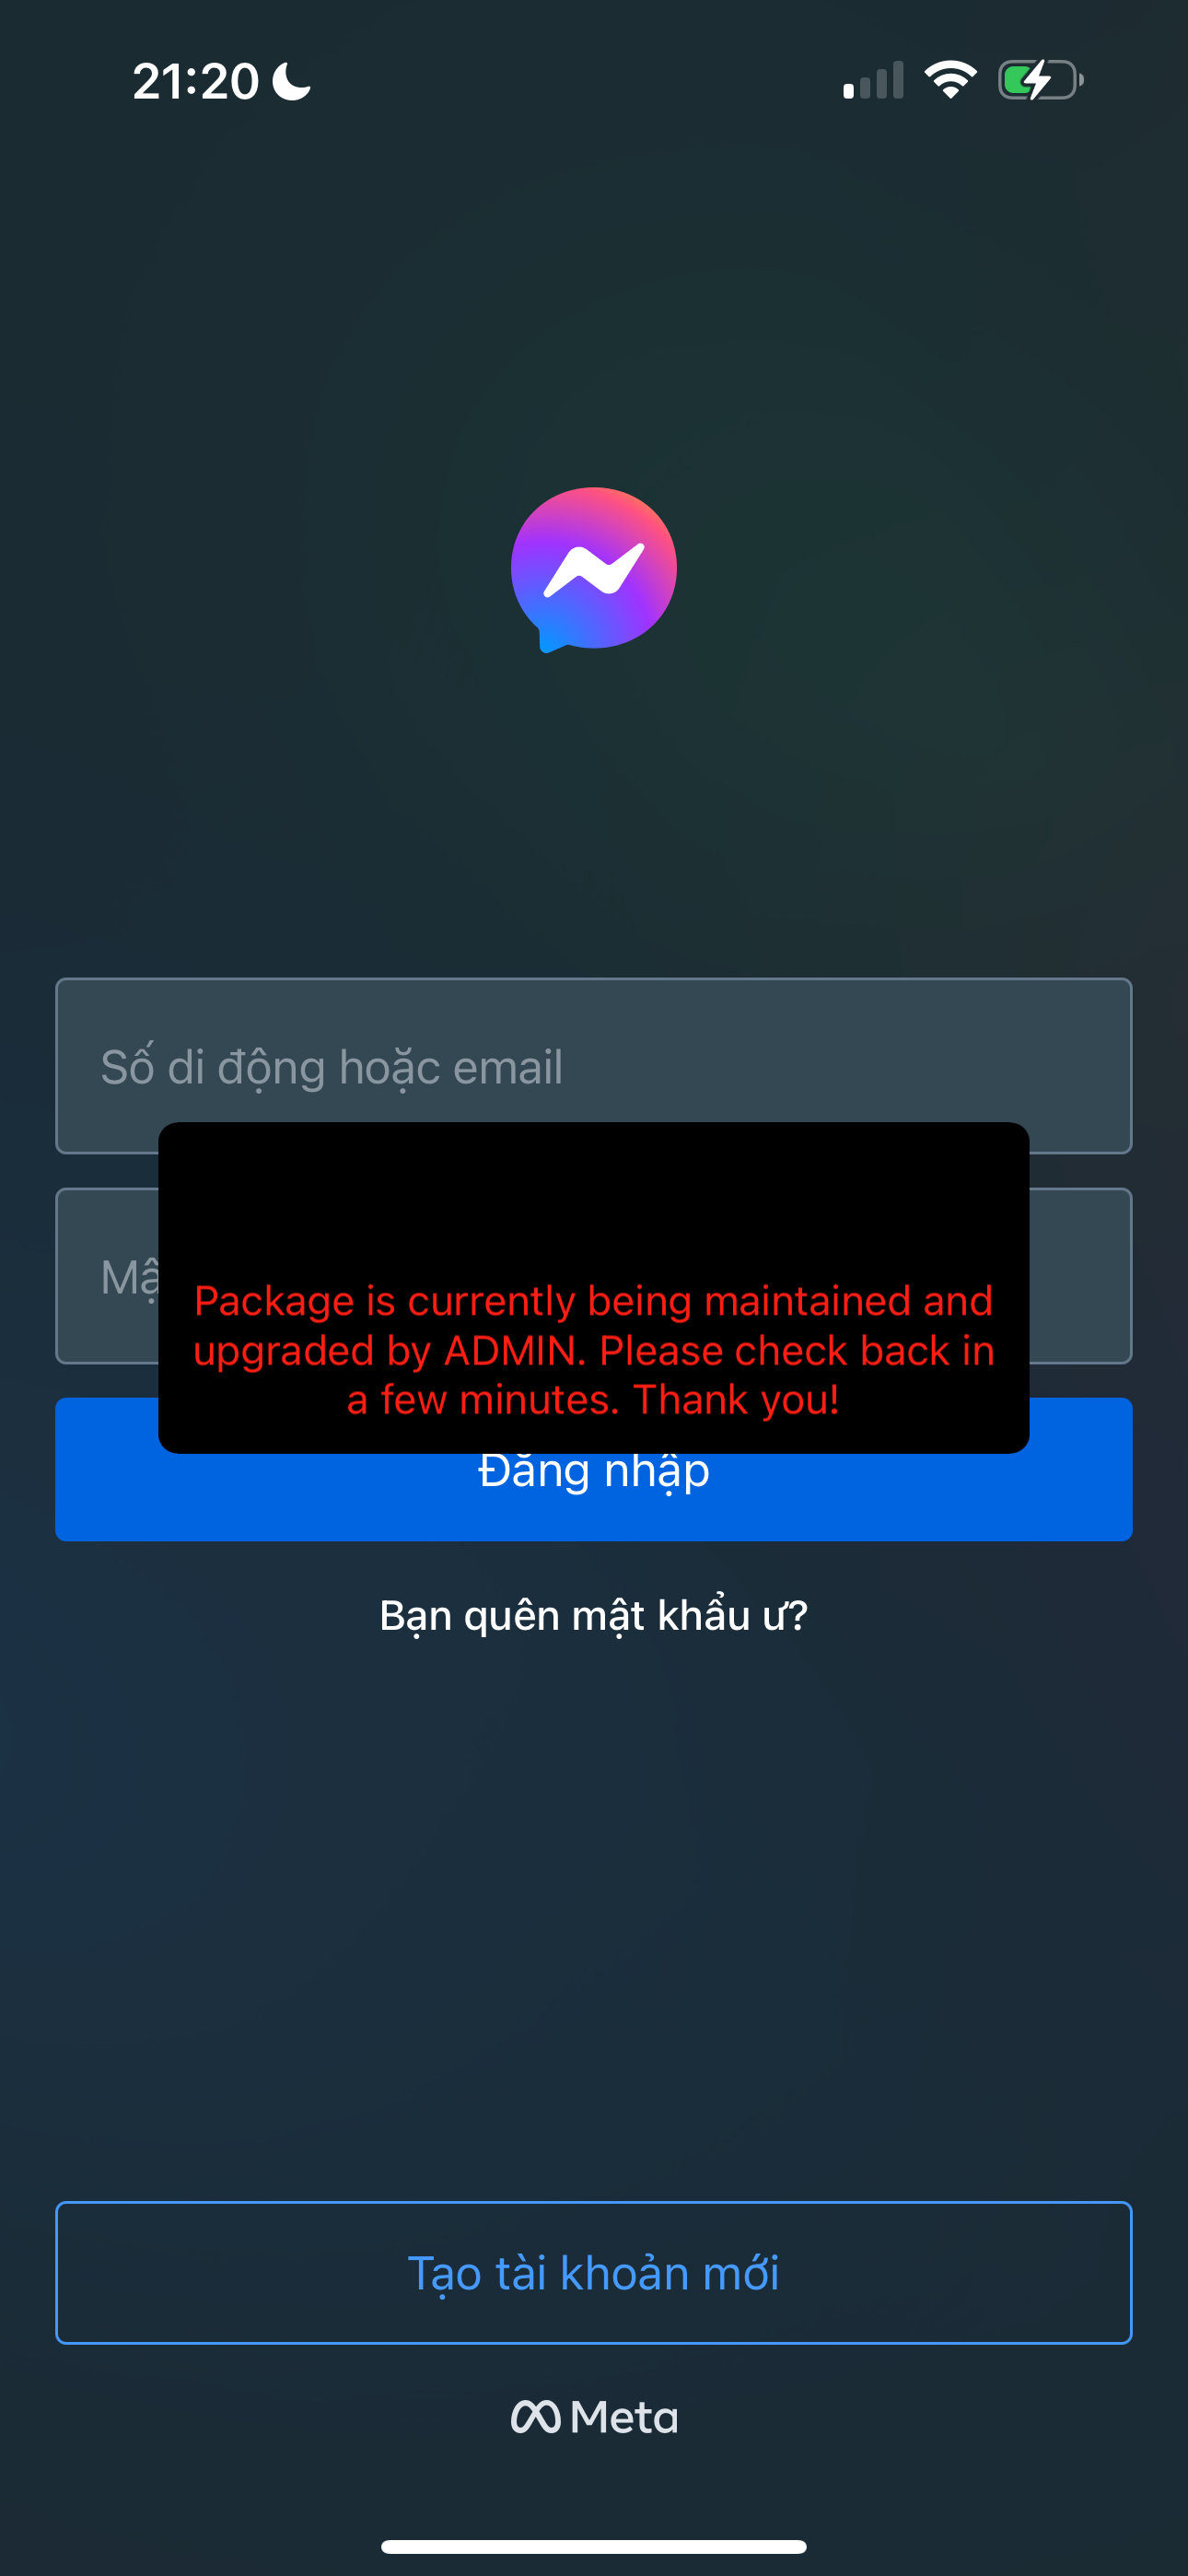 21:20
Số di động hoặc email
Package is currently being maintained and
upgraded by ADMIN. Please check back in
a few minutes. Thank you!
Đăng nhập
Bạn quên mật khẩu ư?
Tạo tài khoản mới
Meta